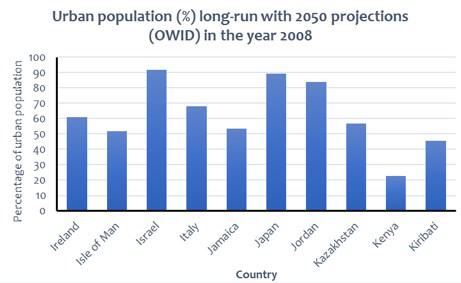 Urban population (%) long-run with 2050 projections
(OWID) in the year 2008
Percentage of urban population
100
90
80
70
60
50
40
30
20
10
0
Ireland
Isle of Man
Israel
Italy
Jamaica
Japan
Jordan
Kazakhstan
Kenya
Kiribati
Country